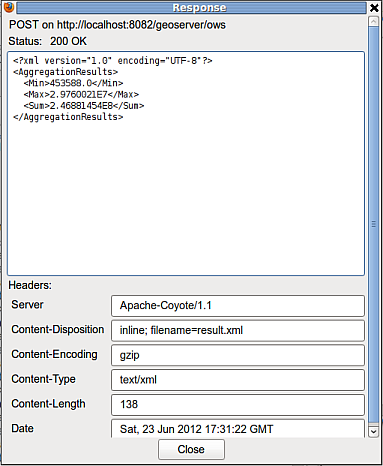 Response
POST on http://localhost:8082/geoserver/ows
Status: 200 OK
<?xml version="1.0" encoding="UTF-8"?>
<AggregationResults>
<Min>453588.0</Min>
<Max>2.9760021E7</Max>
<Sum>2.46881454E8</Sum>
</AggregationResults>
Headers:
Server Apache-Coyote/1.1
Content-Disposition inline; filename=result.xml
Content-Encoding gzip
Content-Type text/xml
Content-Length 138
Date Sat, 23 Jun 2012 17:31:22 GMT
Close